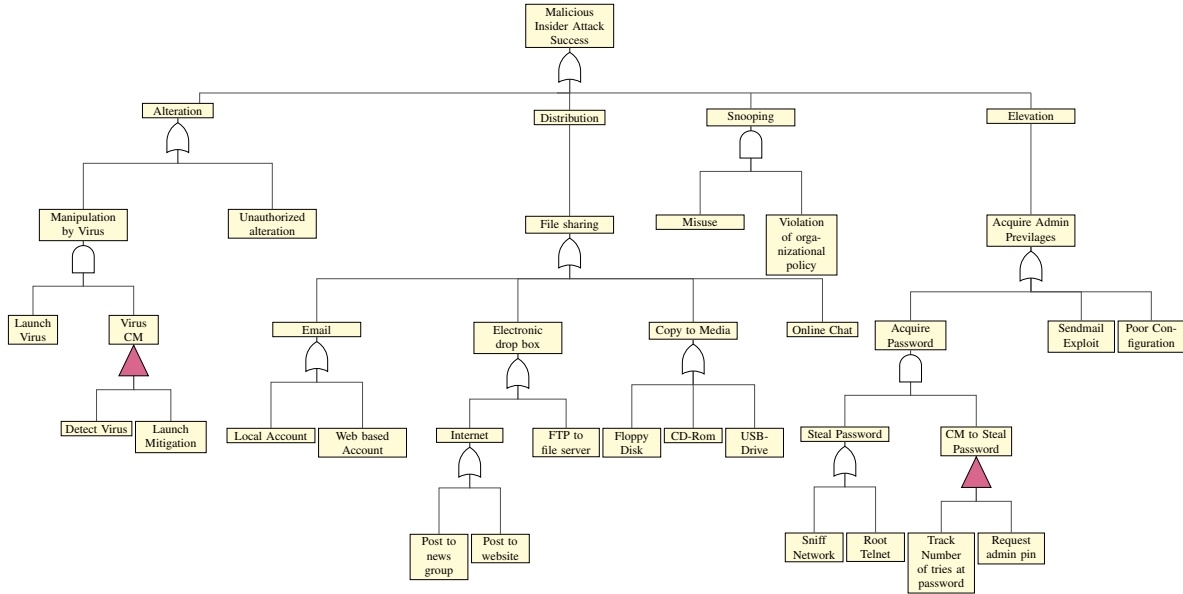 Malicious
Insider Attack
Success
Alteration
Distribution
Snooping
Elevation
Manipulation
by Virus
Unauthorized
alteration
File sharing
Misuse
Violation
of orga-
nizational
policy
Acquire Admin
Previlages
Launch
Virus
Virus
CM
Email
Electronic
drop box
Copy to Media
Online Chat
Acquire
Password
Sendmail
Exploit
Poor Con-
figuration
Detect Virus
Launch
Mitigation
Local Account
Web based
Account
Internet
FTP to
file server
Floppy
Disk
CD-Rom
USB-
Drive
Steal Password
CM to Steal
Password
Post to
news
group
Post to
website
Sniff
Network
Root
Telnet
Track
Number
of tries at
password
Request
admin pin